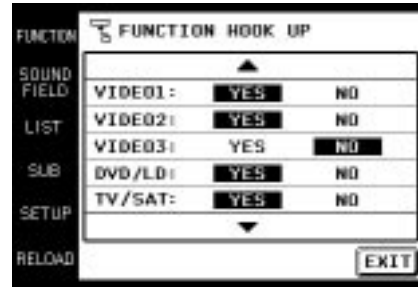 FUNCTION
SOUND
FIELD
LIST
SUB
SETUP
RELOAD
FUNCTION HOOK UP
VIDEO1: YES NO
VIDEO2: YES NO
VIDEO3: YES NO
DVD/LD: YES NO
TV/SAT: YES NO
EXIT